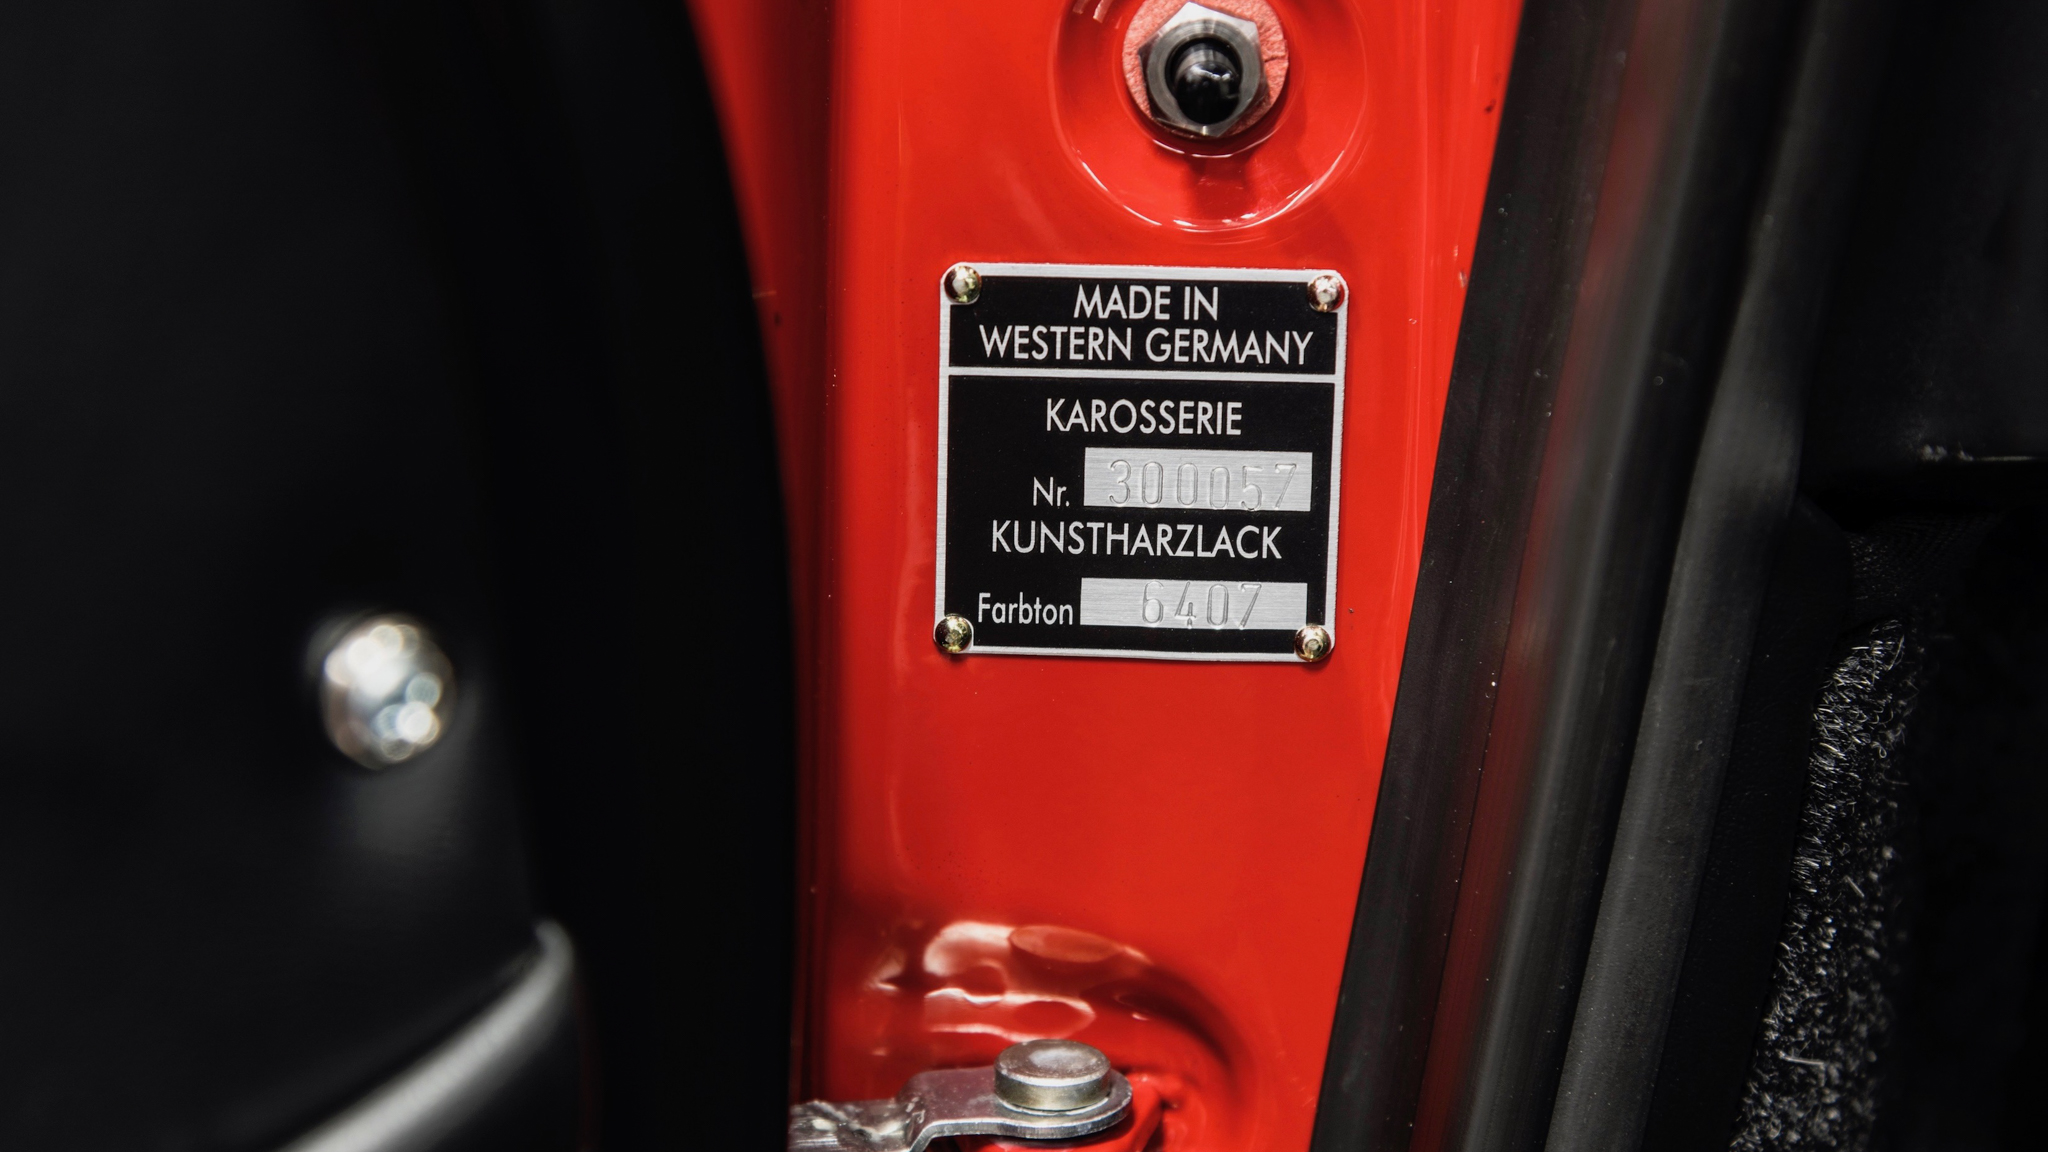 MADE IN
WESTERN GERMANY
KAROSSERIE
Nr. 300057
KUNSTHARZLACK
Farbton 6407